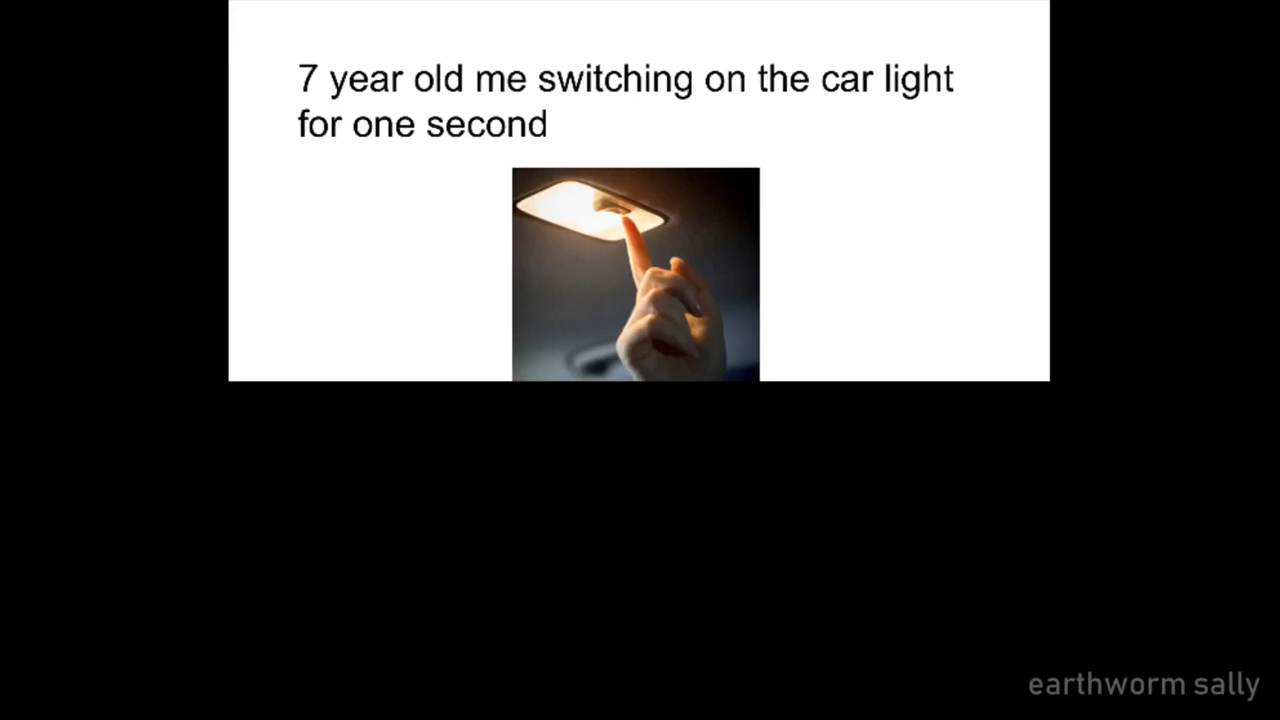 7 year old me switching on the car light
for one second
earthworm sally